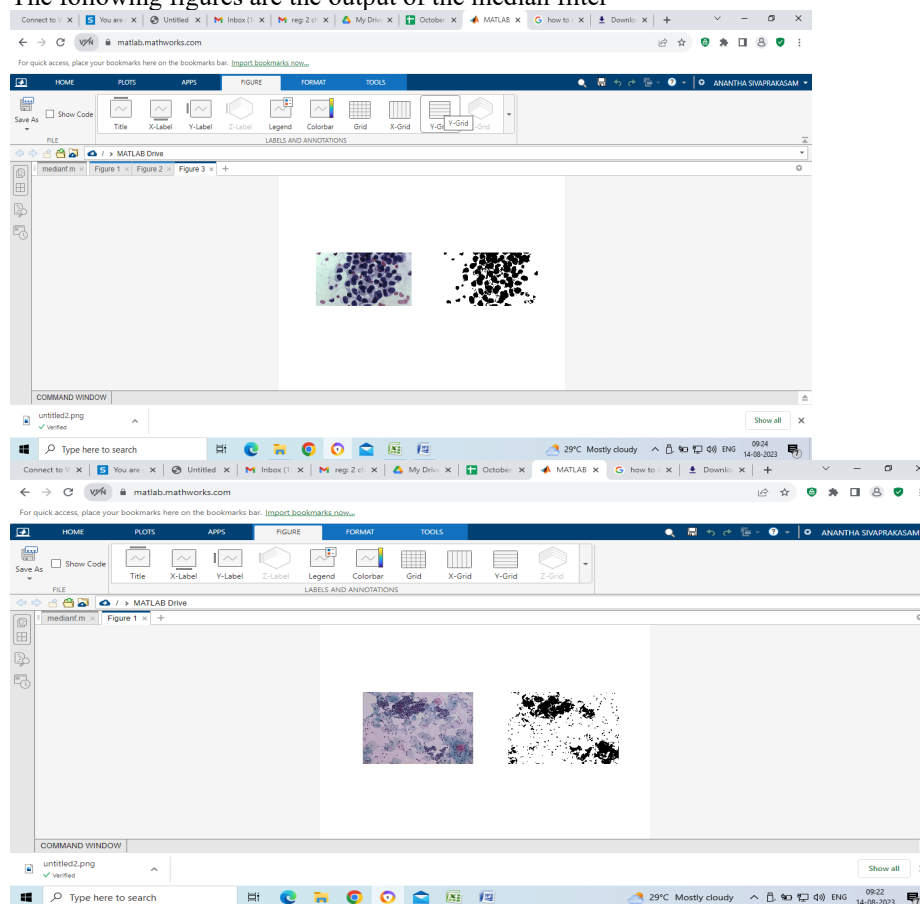 The following figures are the output of the median filter
Connect to V You are Untitled M Inbox (1 M reg: 2 ch My Driv October MATLAB G how to Downlo
matlab.mathworks.com
For quick access, place your bookmarks here on the bookmarks bar. Import bookmarks now...
HOME PLOTS APPS FIGURE FORMAT TOOLS ANANTHA SIVAPRAKASAM
Save As Show Code Title X-Label Y-Label Z-Label Legend Colorbar Grid X-Grid Y-Gr Y-Grid -Grid
FILE LABELS AND ANNOTATIONS
/ > MATLAB Drive
medianf.m × Figure 1 × Figure 2 × Figure 3 × +
COMMAND WINDOW
untitled2.png
Verified
Show all
Type here to search 29°C Mostly cloudy ENG 09:24
14-08-2023
Connect to V You are Untitled Inbox (1 reg: 2 ch My Driv October MATLAB G how to Downlo
matlab.mathworks.com
For quick access, place your bookmarks here on the bookmarks bar. Import bookmarks now...
HOME PLOTS APPS FIGURE FORMAT TOOLS ANANTHA SIVAPRAKASAM
Save As Show Code Title X-Label Y-Label Z-Label Legend Colorbar Grid X-Grid Y-Grid Z-Grid
FILE LABELS AND ANNOTATIONS
/ > MATLAB Drive
medianf.m × Figure 1 × +
COMMAND WINDOW
untitled2.png
Verified
Show all
Type here to search 29°C Mostly cloudy ENG 09:22
14-08-2023